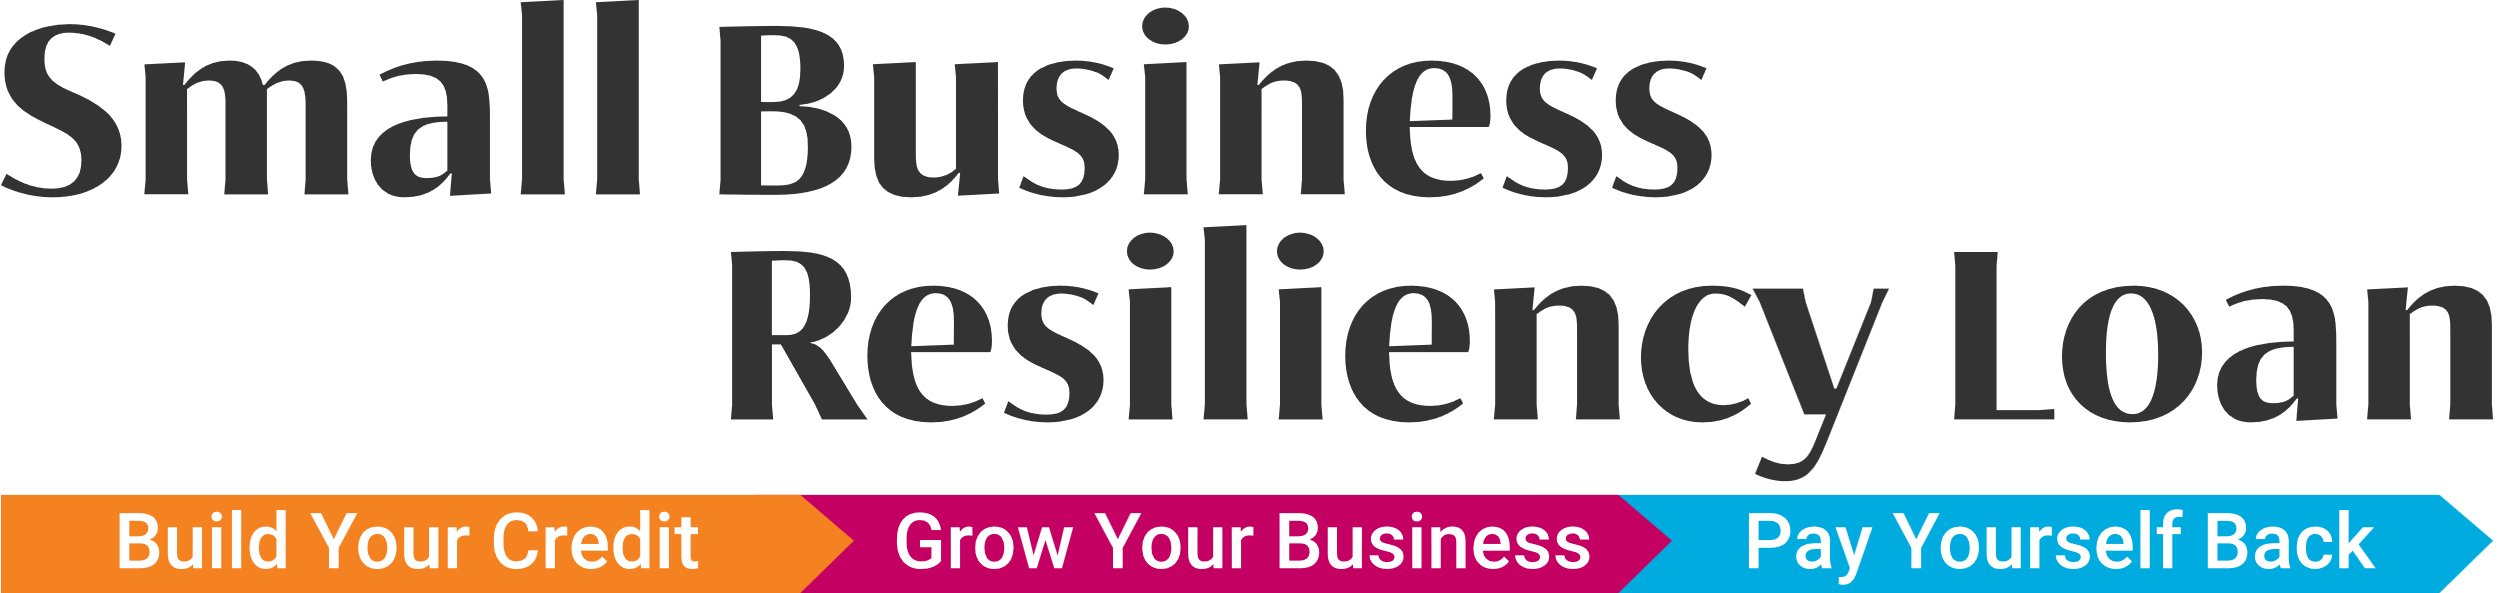 Small Business
Resiliency Loan
Build Your Credit Grow Your Business Pay Yourself Back